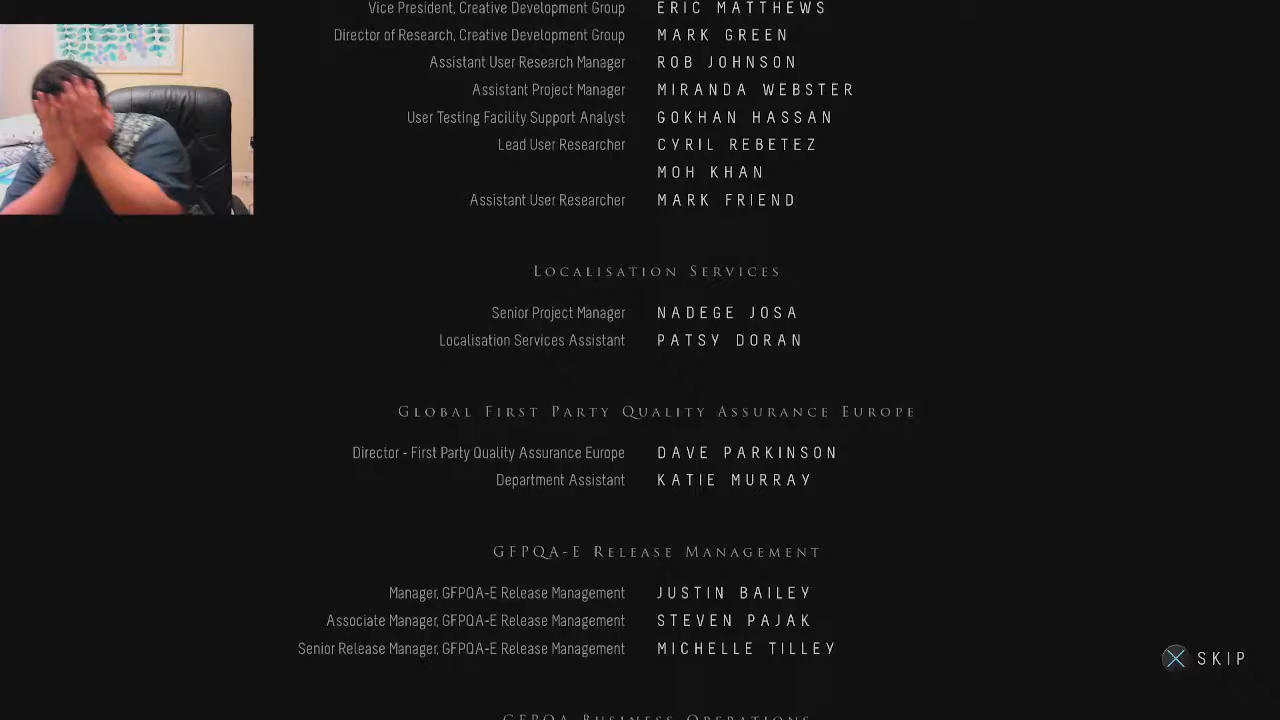 Vice President, Creative Development Group ERIC MATTHEWS
Director of Research, Creative Development Group MARK GREEN
Assistant User Research Manager ROB JOHNSON
Assistant Project Manager MIRANDA WEBSTER
User Testing Facility Support Analyst GOKHAN HASSAN
Lead User Researcher CYRIL REBETEZ
MOH KHAN
Assistant User Researcher MARK FRIEND
LOCALISATION SERVICES
Senior Project Manager NADEGE JOSA
Localisation Services Assistant PATSY DORAN
GLOBAL FIRST PARTY QUALITY ASSURANCE EUROPE
Director - First Party Quality Assurance Europe DAVE PARKINSON
Department Assistant KATIE MURRAY
GFPQA-E RELEASE MANAGEMENT
Manager, GFPQA-E Release Management JUSTIN BAILEY
Associate Manager, GFPQA-E Release Management STEVEN PAJAK
Senior Release Manager, GFPQA-E Release Management MICHELLE TILLEY
SKIP
GFPQA BUSINESS OPERATIONS